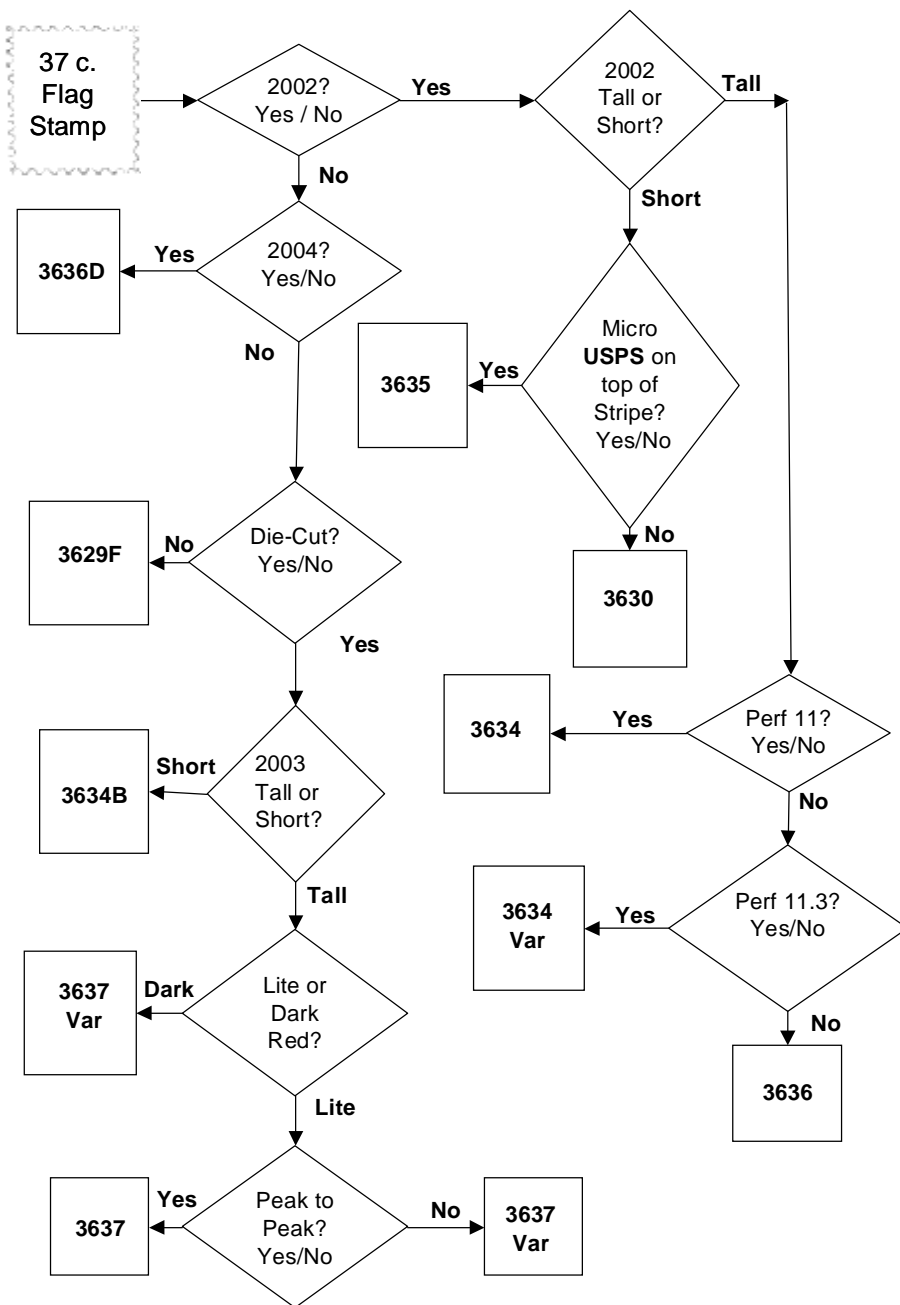 37 c.
Flag
Stamp
2002?
Yes / No
Yes
2002
Tall or
Short?
Tall
No
Short
3636D
Yes
2004?
Yes/No
No
3635
Yes
Micro
USPS on
top of
Stripe?
Yes/No
No
3630
3629F
No
Die-Cut?
Yes/No
Yes
3634
Yes
Perf 11?
Yes/No
No
3634B
Short
2003
Tall or
Short?
Tall
3634
Var
Yes
Perf 11.3?
Yes/No
No
3636
3637
Var
Dark
Lite or
Dark
Red?
Lite
3637
Yes
Peak to
Peak?
Yes/No
No
3637
Var